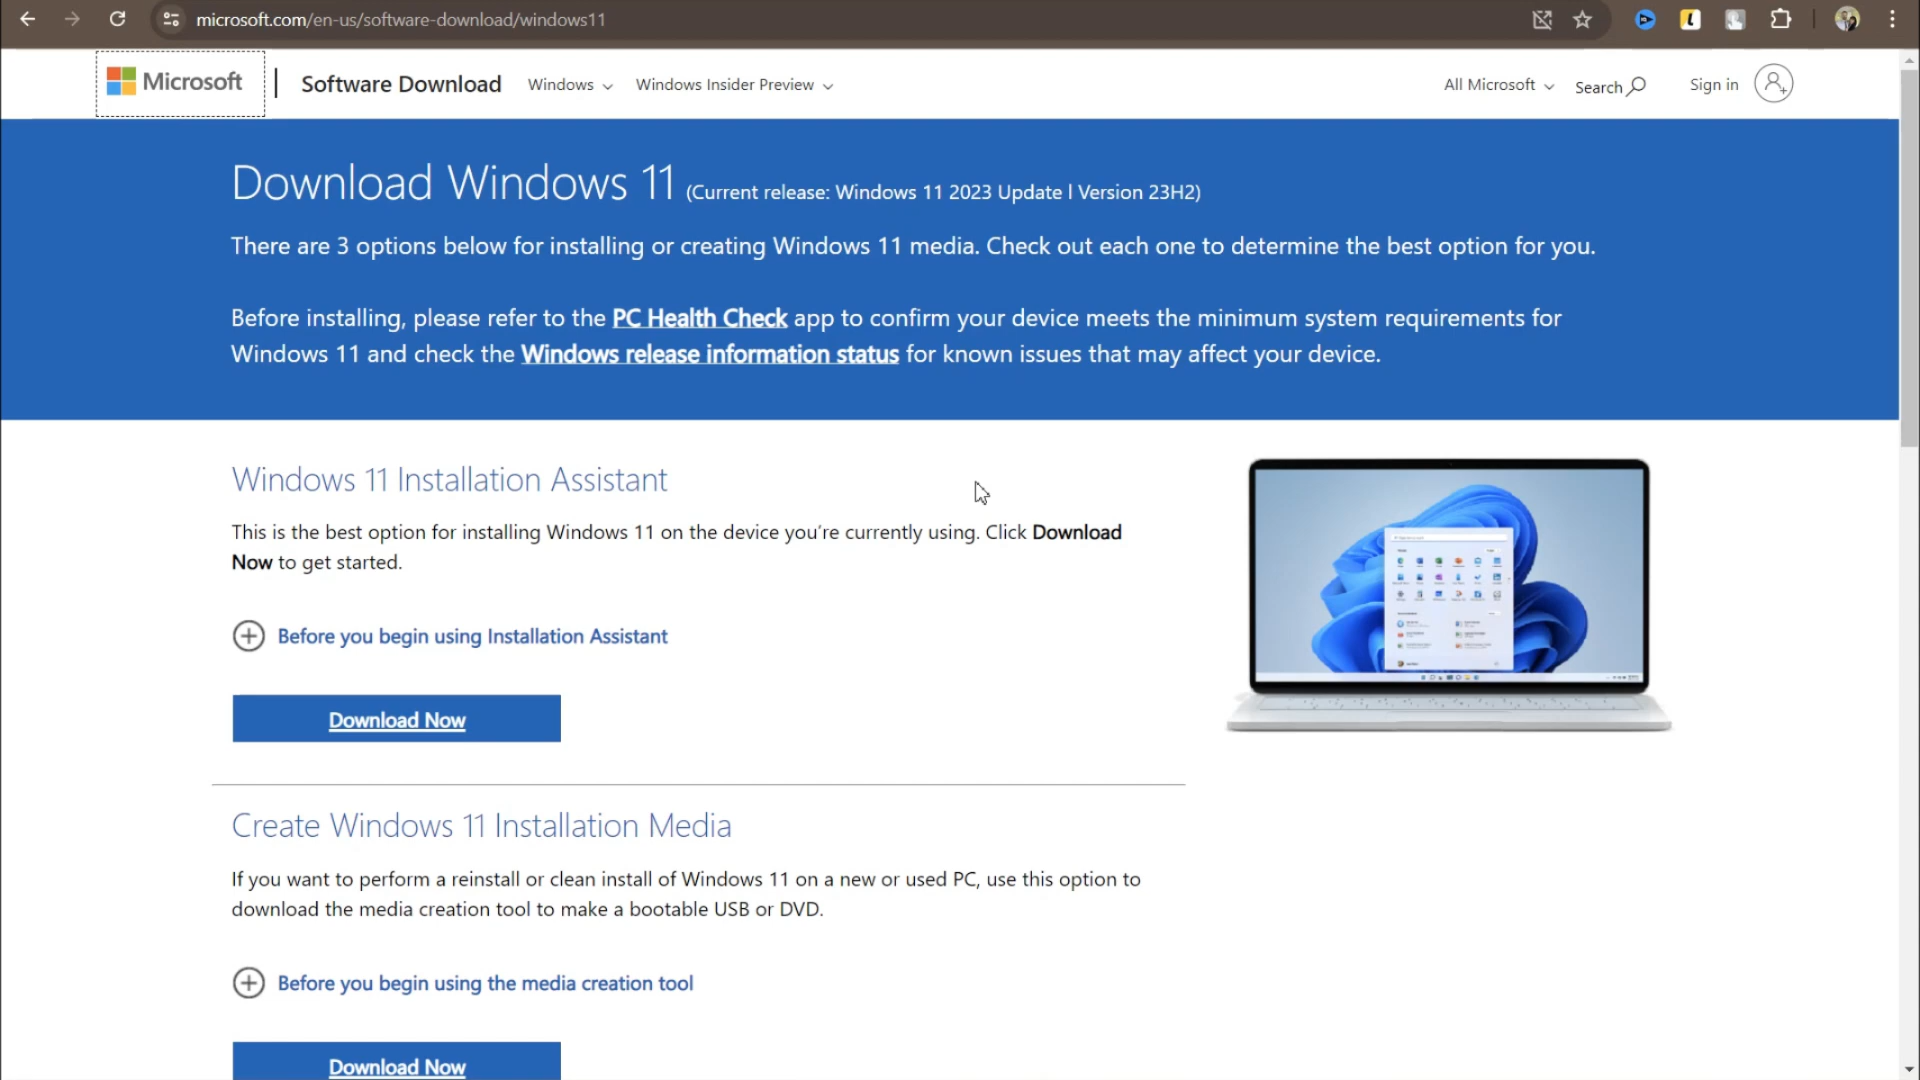 microsoft.com/en-us/software-download/windows11
Microsoft
Software Download
Windows
Windows Insider Preview
All Microsoft
Search
Sign in
Download Windows 11 (Current release: Windows 11 2023 Update l Version 23H2)
There are 3 options below for installing or creating Windows 11 media. Check out each one to determine the best option for you.
Before installing, please refer to the PC Health Check app to confirm your device meets the minimum system requirements for
Windows 11 and check the Windows release information status for known issues that may affect your device.
Windows 11 Installation Assistant
This is the best option for installing Windows 11 on the device you're currently using. Click Download
Now to get started.
Before you begin using Installation Assistant
Download Now
Create Windows 11 Installation Media
If you want to perform a reinstall or clean install of Windows 11 on a new or used PC, use this option to
download the media creation tool to make a bootable USB or DVD.
Before you begin using the media creation tool
Download Now